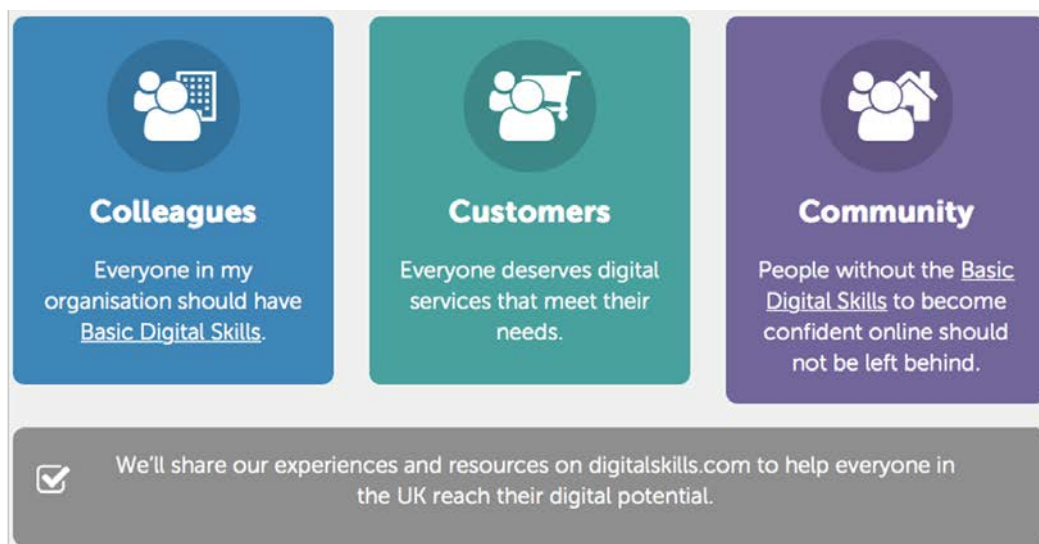 Colleagues
Everyone in my
organisation should have
Basic Digital Skills.
Customers
Everyone deserves digital
services that meet their
needs.
Community
People without the Basic
Digital Skills to become
confident online should
not be left behind.
We'll share our experiences and resources on digitalskills.com to help everyone in
the UK reach their digital potential.